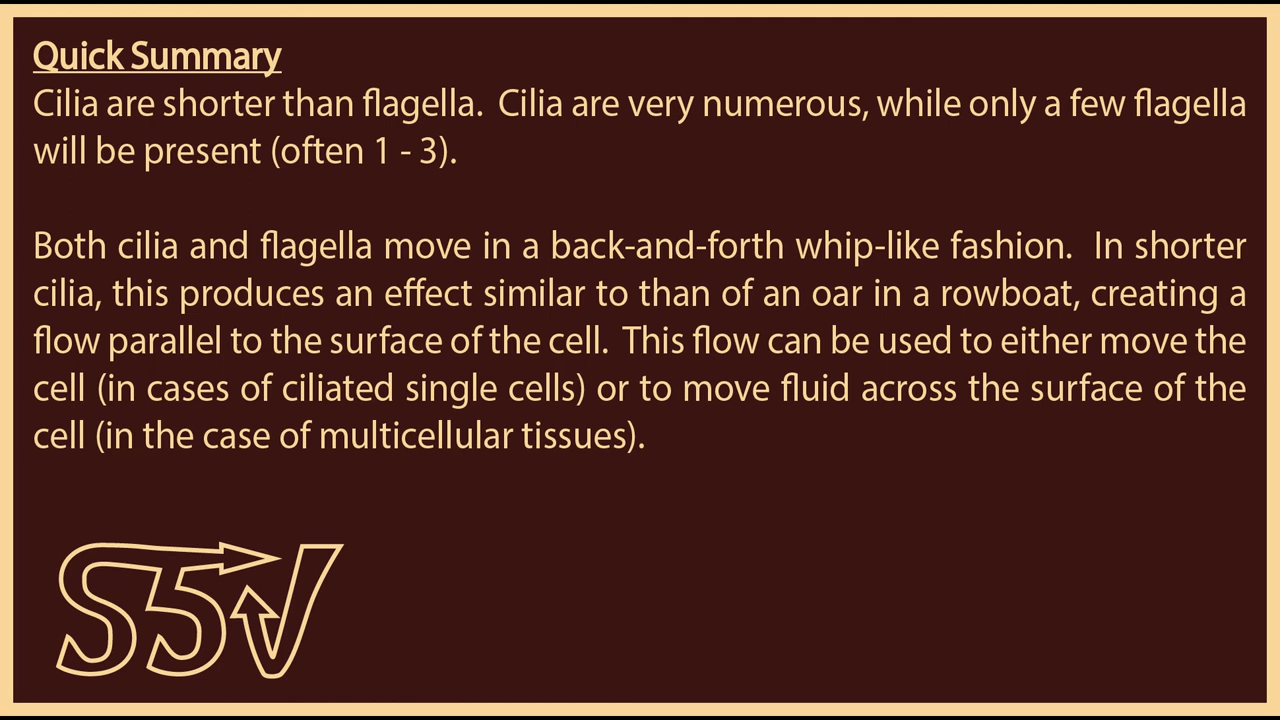 Quick Summary
Cilia are shorter than flagella.  Cilia are very numerous, while only a few flagella
will be present (often 1 - 3).
Both cilia and flagella move in a back-and-forth whip-like fashion.  In shorter
cilia, this produces an effect similar to than of an oar in a rowboat, creating a
flow parallel to the surface of the cell.  This flow can be used to either move the
cell (in cases of ciliated single cells) or to move fluid across the surface of the
cell (in the case of multicellular tissues).
S5V